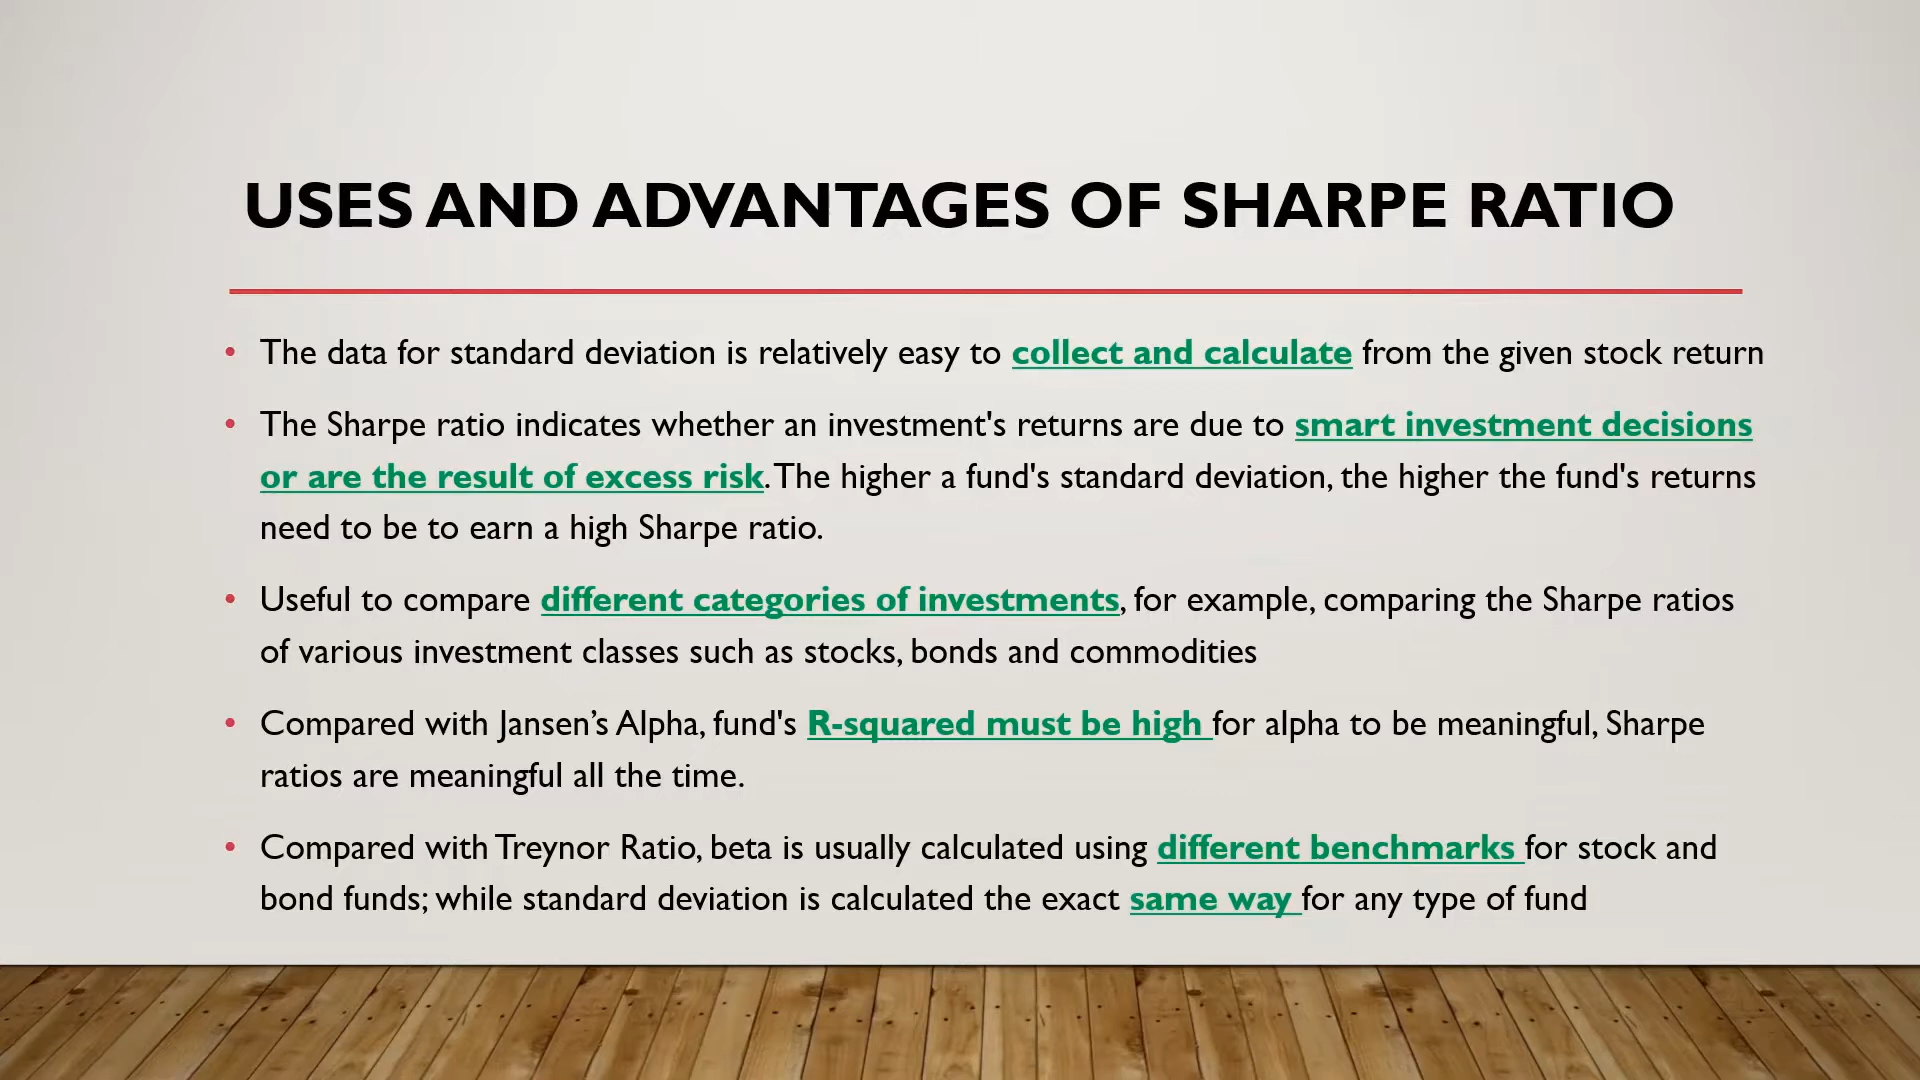 USES AND ADVANTAGES OF SHARPE RATIO
• The data for standard deviation is relatively easy to collect and calculate from the given stock return
• The Sharpe ratio indicates whether an investment's returns are due to smart investment decisions
or are the result of excess risk. The higher a fund's standard deviation, the higher the fund's returns
need to be to earn a high Sharpe ratio.
• Useful to compare different categories of investments, for example, comparing the Sharpe ratios
of various investment classes such as stocks, bonds and commodities
• Compared with Jansen’s Alpha, fund's R-squared must be high for alpha to be meaningful, Sharpe
ratios are meaningful all the time.
• Compared with Treynor Ratio, beta is usually calculated using different benchmarks for stock and
bond funds; while standard deviation is calculated the exact same way for any type of fund